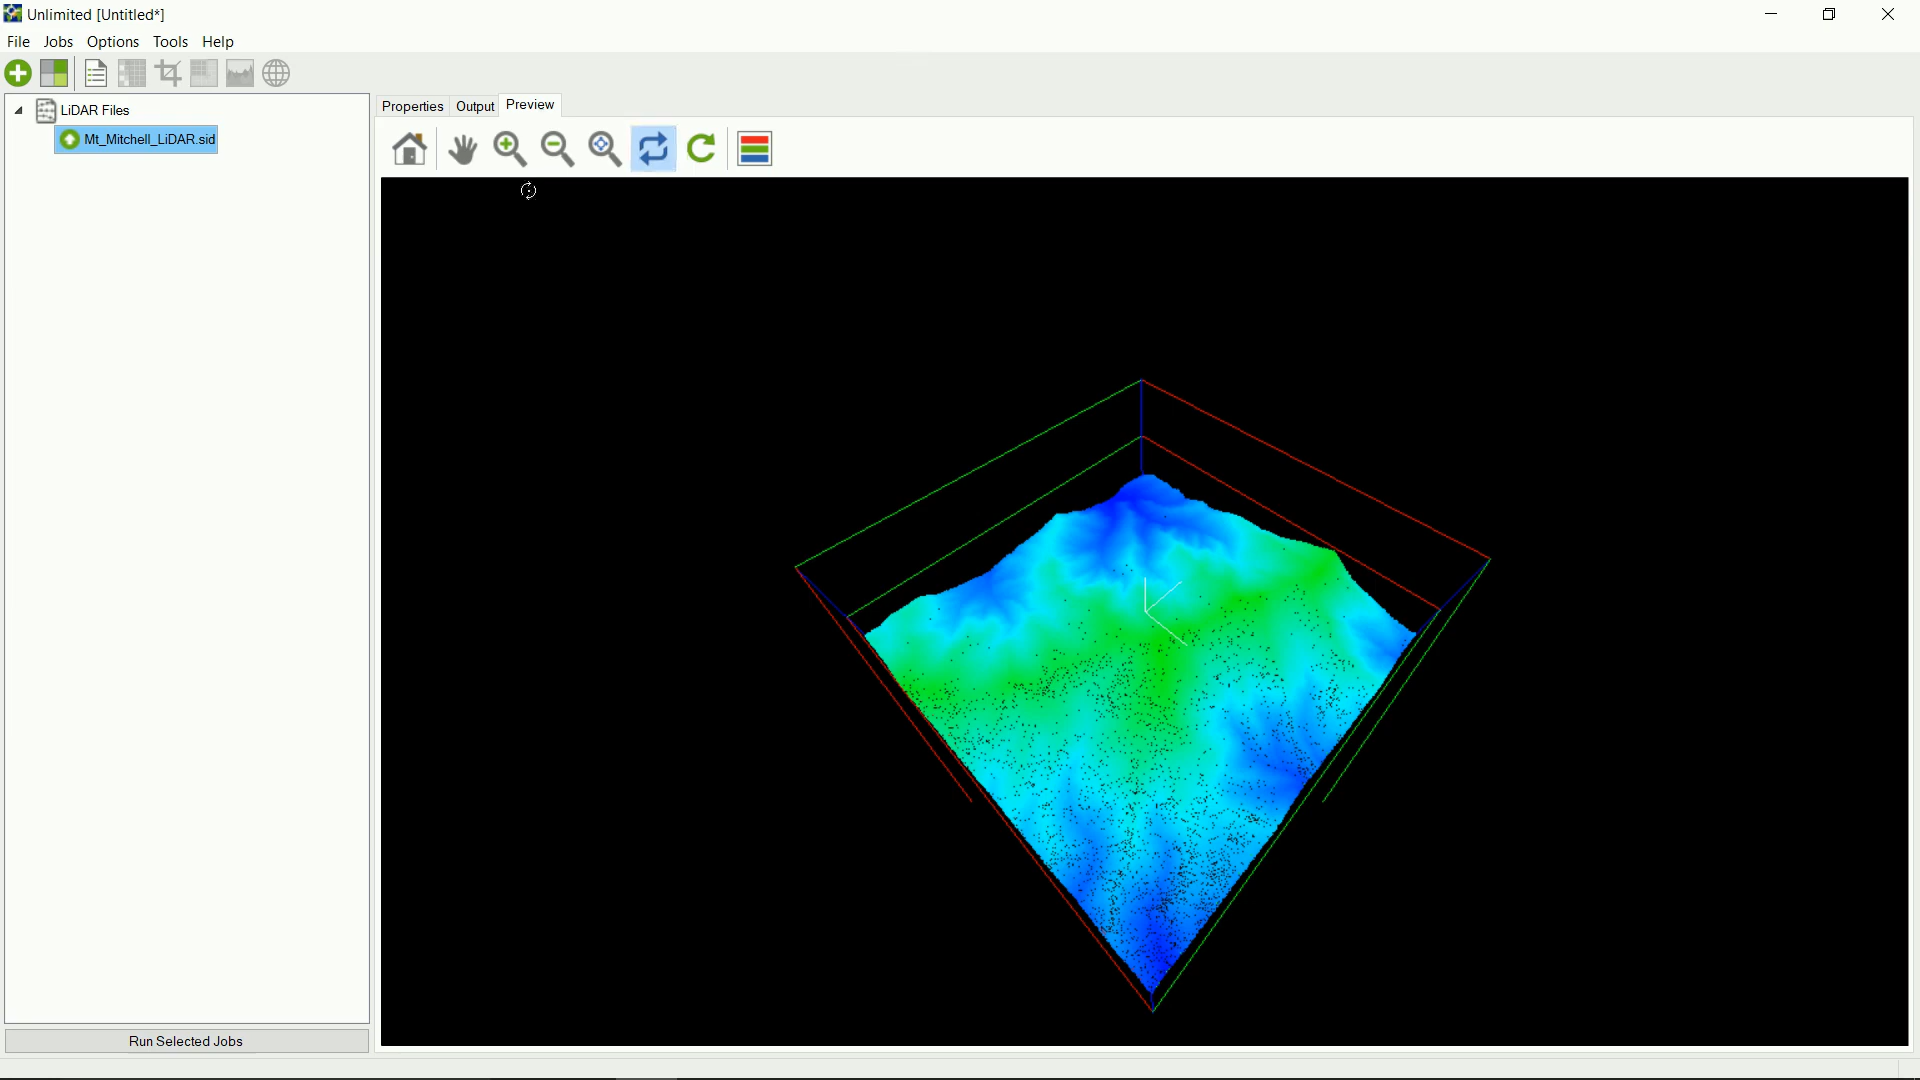 Unlimited [Untitled*]
File Jobs Options Tools Help
LiDAR Files
Mt_Mitchell_LiDAR.sid
Properties Output Preview
Run Selected Jobs